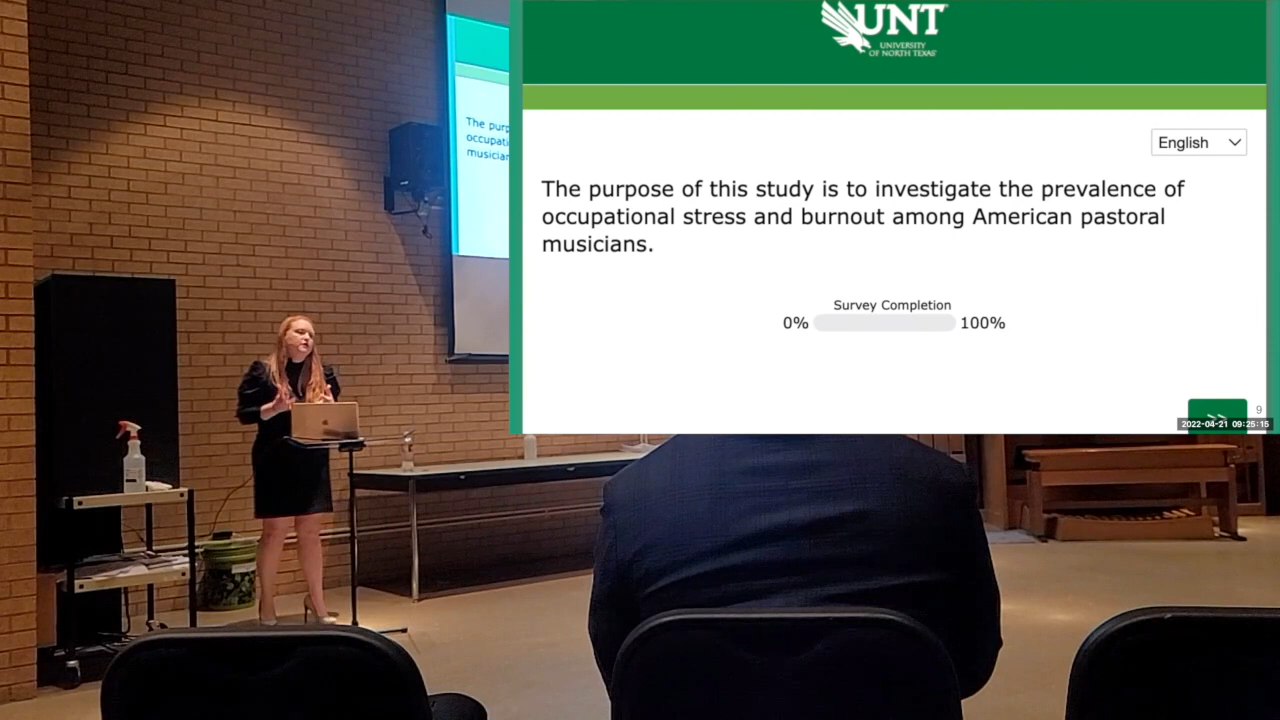 The purp
occupati
musician
UNT
UNIVERSITY
OF NORTH TEXAS
English
The purpose of this study is to investigate the prevalence of
occupational stress and burnout among American pastoral
musicians.
Survey Completion
0% 100%
>>
9
2022-04-21 09:25:15